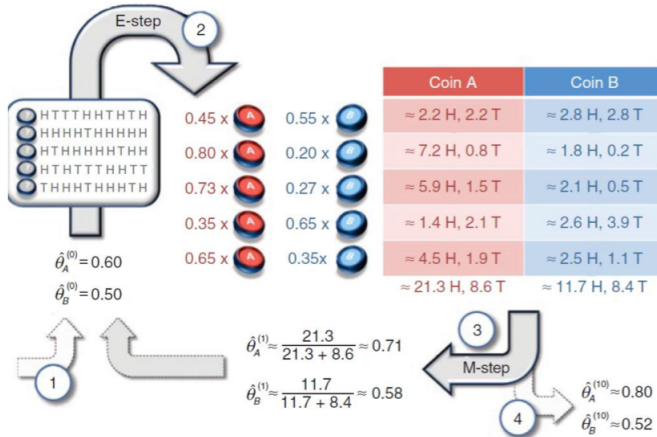 E-step
2
H T T T H H T H T H
H H H H T H H H H H
H T H H H H H T H H
H T H T T T H H T T
T H H H T H H H T H
0.45 x A 0.55 x B
0.80 x A 0.20 x B
0.73 x A 0.27 x B
0.35 x A 0.65 x B
0.65 x A 0.35x B
Coin A Coin B
≈ 2.2 H, 2.2 T ≈ 2.8 H, 2.8 T
≈ 7.2 H, 0.8 T ≈ 1.8 H, 0.2 T
≈ 5.9 H, 1.5 T ≈ 2.1 H, 0.5 T
≈ 1.4 H, 2.1 T ≈ 2.6 H, 3.9 T
≈ 4.5 H, 1.9 T ≈ 2.5 H, 1.1 T
≈ 21.3 H, 8.6 T ≈ 11.7 H, 8.4 T
θ̂_A^(0) = 0.60
θ̂_B^(0) = 0.50
1
3
M-step
θ̂_A^(1) ≈ 21.3 / (21.3 + 8.6) ≈ 0.71
θ̂_B^(1) ≈ 11.7 / (11.7 + 8.4) ≈ 0.58
4
θ̂_A^(10) ≈ 0.80
θ̂_B^(10) ≈ 0.52